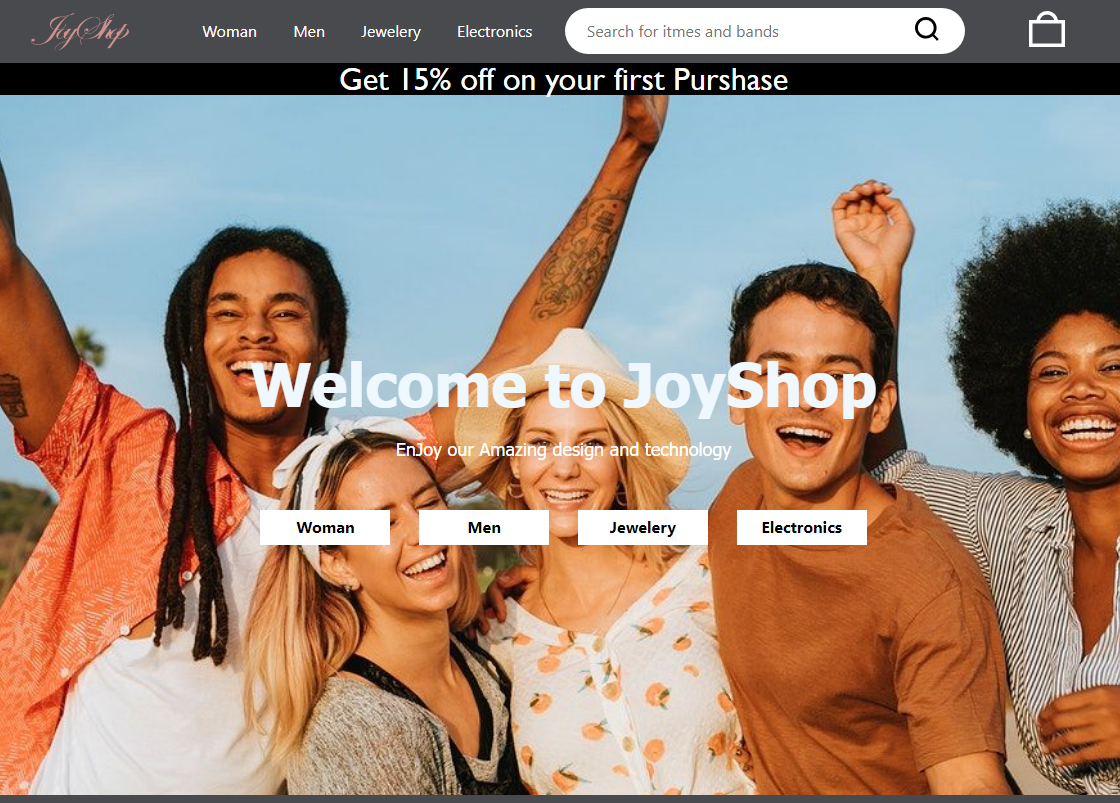 JoyShop
Woman Men Jewelery Electronics Search for itmes and bands
Get 15% off on your first Purshase
Welcome to JoyShop
EnJoy our Amazing design and technology
Woman Men Jewelery Electronics